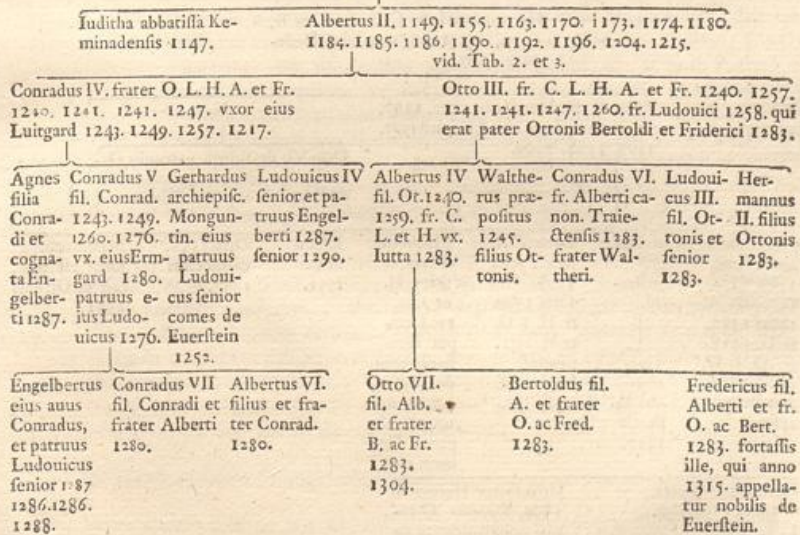 Iuditha abbatiſſa Ke-
minadenſis 1147.
Albertus II. 1149. 1155. 1163. 1170. 1173. 1174. 1180.
1184. 1185. 1186. 1190. 1192. 1196. 1204. 1215.
vid. Tab. 2. et 3.
Conradus IV. frater O. L. H. A. et Fr.
1240. 1241. 1241. 1247. vxor eius
Luitgard 1243. 1249. 1257. 1217.
Otto III. fr. C. L. H. A. et Fr. 1240. 1257.
1241. 1241. 1247. 1260. fr. Ludouici 1258. qui
erat pater Ottonis Bertoldi et Friderici 1283.
Agnes
filia
Conra-
di et
cogna-
ta En-
gelber-
ti 1287.
Conradus V
fil. Conrad.
1243. 1249.
1260. 1276.
vx. eius Erm-
gard 1280.
patruus e-
ius Ludo-
uicus 1276.
Gerhardus
archiepiſc.
Mongun-
tin. eius
patruus
Ludoui-
cus ſenior
comes de
Euerſtein
1252.
Ludouicus IV
ſenior et pa-
truus Engel-
berti 1287.
ſenior 1290.
Albertus IV
fil. Ot. 1240.
1259. fr. C.
L. et H. vx.
Iutta 1283.
Walthe-
rus præ-
poſitus
1245.
filius Ot-
tonis.
Conradus VI.
fr. Alberti ca-
non. Traie-
ctenſis 1283.
frater Wal-
theri.
Ludoui-
cus III.
fil. Ot-
tonis et
ſenior
1283.
Her-
mannus
II. filius
Ottonis
1283.
Engelbertus
eius auus
Conradus,
et patruus
Ludouicus
ſenior 1287
1286. 1286.
1288.
Conradus VII
fil. Conradi et
frater Alberti
1280.
Albertus VI.
filius et fra-
ter Conrad.
1280.
Otto VII.
fil. Alb.
et frater
B. ac Fr.
1283.
1304.
Bertoldus fil.
A. et frater
O. ac Fred.
1283.
Fredericus fil.
Alberti et fr.
O. ac Bert.
1283. fortaſſis
ille, qui anno
1315. appella-
tur nobilis de
Euerſtein.